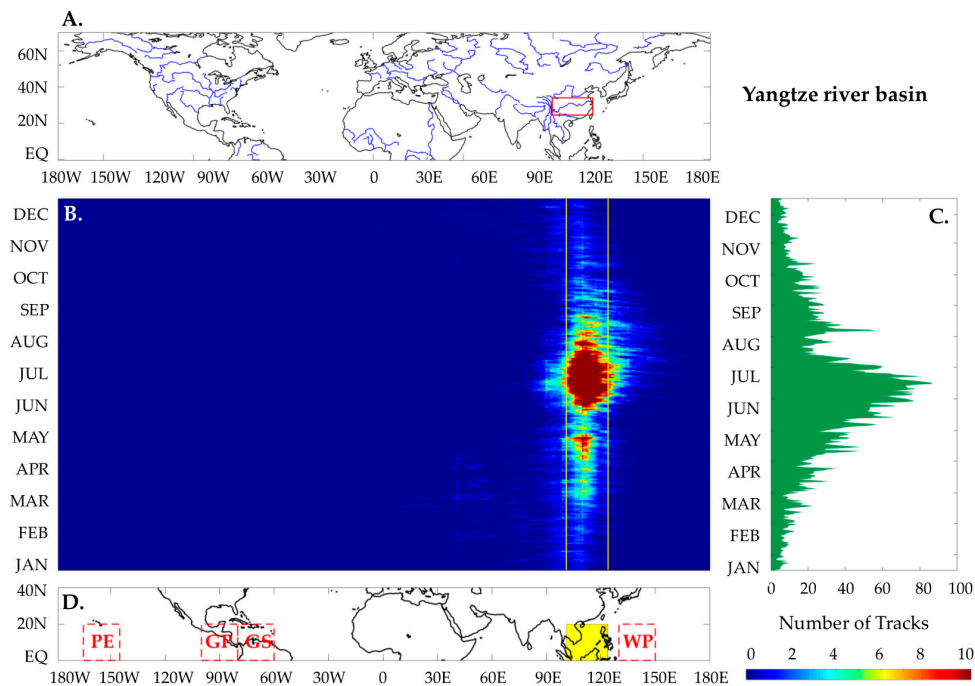 A.
60N
40N
20N
EQ
180W 150W 120W 90W 60W 30W 0 30E 60E 90E 120E 150E 180E
Yangtze river basin
B.
DEC
NOV
OCT
SEP
AUG
JUL
JUN
MAY
APR
MAR
FEB
JAN
C.
DEC
NOV
OCT
SEP
AUG
JUL
JUN
MAY
APR
MAR
FEB
JAN
0 20 40 60 80 100
Number of Tracks
D.
40N
20N
EQ
PE GP GS WP
180W 150W 120W 90W 60W 30W 0 30E 60E 90E 120E 150E 180E
0 2 4 6 8 10